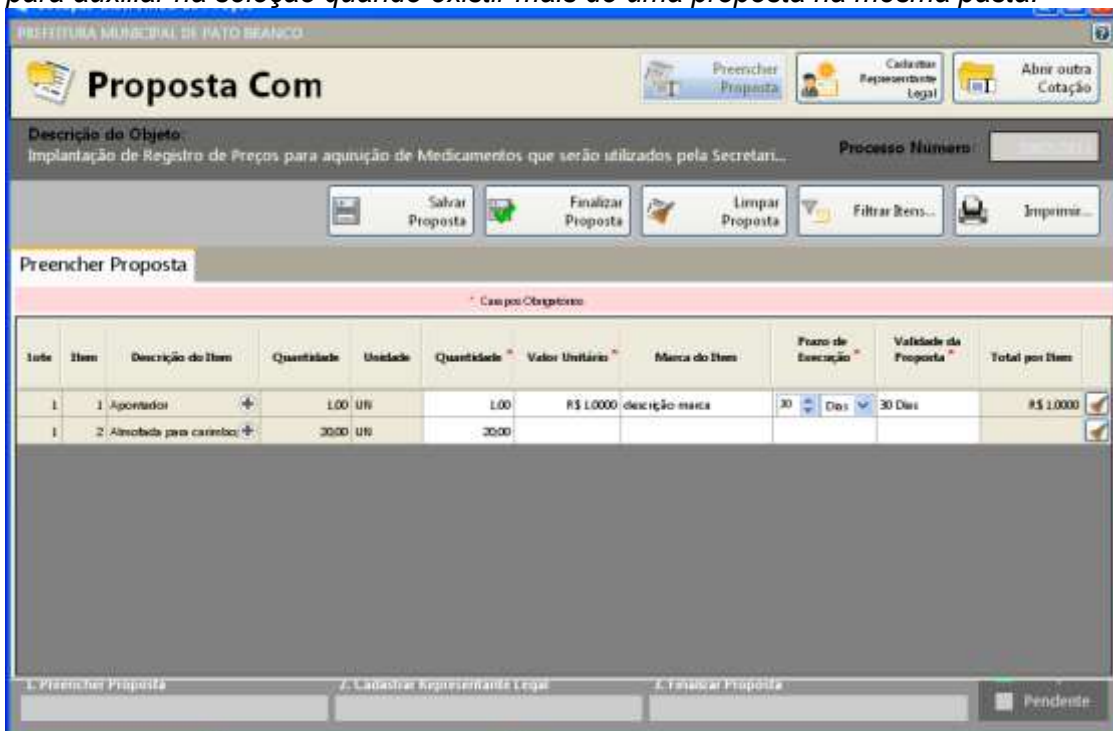 para auxiliar na seleção quando existir mais de uma proposta na mesma pasta.
PREFEITURA MUNICIPAL DE PATO BRANCO
Proposta Com
Preencher Proposta
Cadastrar Representante Legal
Abrir outra Cotação
Descrição do Objeto:
Implantação de Registro de Preços para aquisição de Medicamentos que serão utilizados pela Secretari...
Processo Número:
Salvar Proposta
Finalizar Proposta
Limpar Proposta
Filtrar Itens...
Imprimir...
Preencher Proposta
* Campos Obrigatórios
Lote Item Descrição do Item Quantidade Unidade Quantidade * Valor Unitário * Marca do Item Prazo de Execução * Validade da Proposta * Total por Item
1 1 Apontador + 1,00 UN 1,00 R$ 1,0000 descrição marca 30 Dias 30 Dias R$ 1,0000
1 2 Almofada para carimbo; + 20,00 UN 20,00
1. Preencher Proposta
2. Cadastrar Representante Legal
3. Finalizar Proposta
Pendente